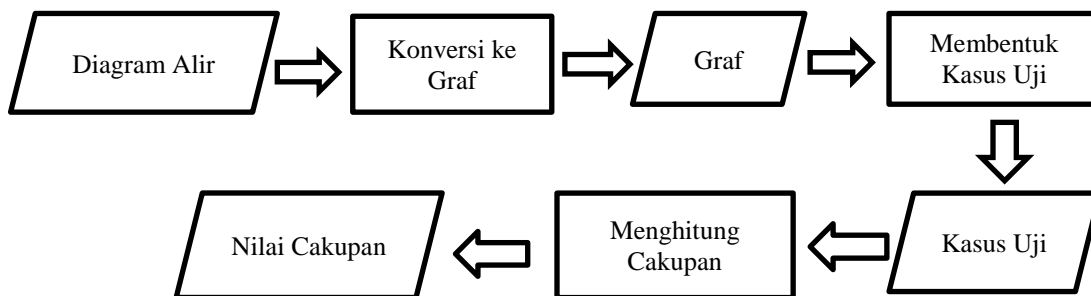 Diagram Alir
Konversi ke
Graf
Graf
Membentuk
Kasus Uji
Kasus Uji
Menghitung
Cakupan
Nilai Cakupan